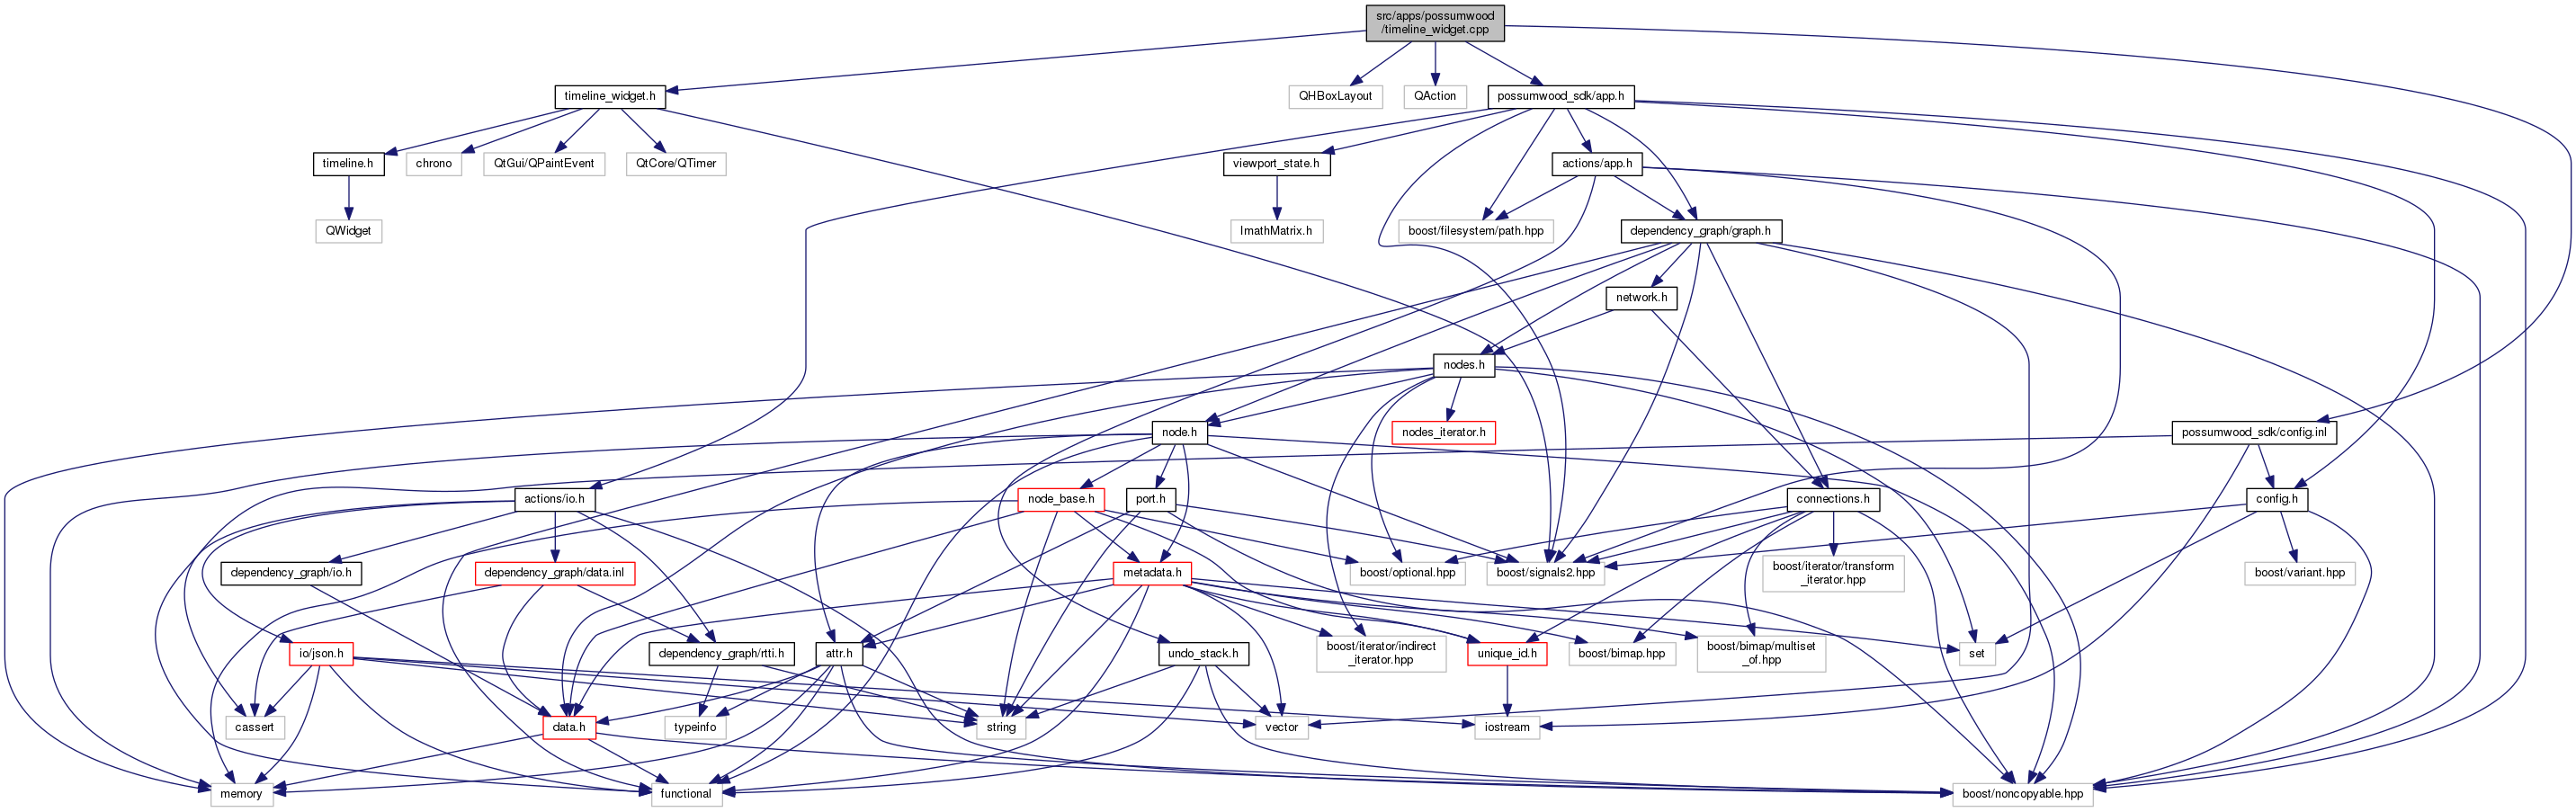 src/apps/possumwood
/timeline_widget.cpp
timeline_widget.h
QHBoxLayout
QAction
possumwood_sdk/app.h
timeline.h
chrono
QtGui/QPaintEvent
QtCore/QTimer
viewport_state.h
actions/app.h
QWidget
ImathMatrix.h
boost/filesystem/path.hpp
dependency_graph/graph.h
network.h
nodes.h
node.h
nodes_iterator.h
possumwood_sdk/config.inl
actions/io.h
node_base.h
port.h
connections.h
config.h
dependency_graph/io.h
dependency_graph/data.inl
metadata.h
boost/optional.hpp
boost/signals2.hpp
boost/iterator/transform
_iterator.hpp
boost/variant.hpp
io/json.h
dependency_graph/rtti.h
attr.h
undo_stack.h
boost/iterator/indirect
_iterator.hpp
unique_id.h
boost/bimap.hpp
boost/bimap/multiset
_of.hpp
set
cassert
data.h
typeinfo
string
vector
iostream
memory
functional
boost/noncopyable.hpp